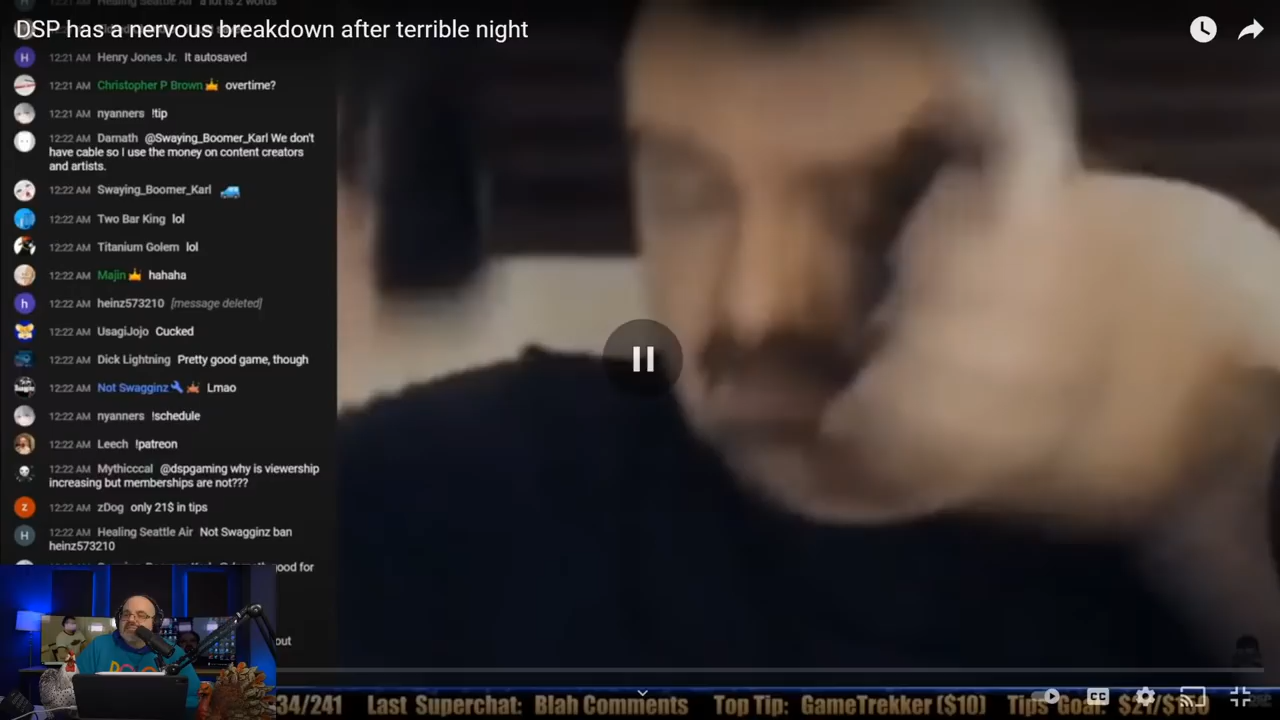 DSP has a nervous breakdown after terrible night
12:21 AM Henry Jones Jr. It autosaved
12:21 AM Christopher P Brown overtime?
12:21 AM nyanners !tip
12:22 AM Darnath @Swaying_Boomer_Karl We don't
have cable so I use the money on content creators
and artists.
12:22 AM Swaying_Boomer_Karl
12:22 AM Two Bar King lol
12:22 AM Titanium Golem lol
12:22 AM Majin hahaha
12:22 AM heinz573210 [message deleted]
12:22 AM UsagiJojo Cucked
12:22 AM Dick Lightning Pretty good game, though
12:22 AM Not Swagginz Lmao
12:22 AM nyanners !schedule
12:22 AM Leech !patreon
12:22 AM Mythicccal @dspgaming why is viewership
increasing but memberships are not???
12:22 AM zDog only 21$ in tips
12:22 AM Healing Seattle Air Not Swagginz ban
heinz573210
good for
out
34/241 Last Superchat: Blah Comments Top Tip: GameTrekker ($10) Tips Goal: